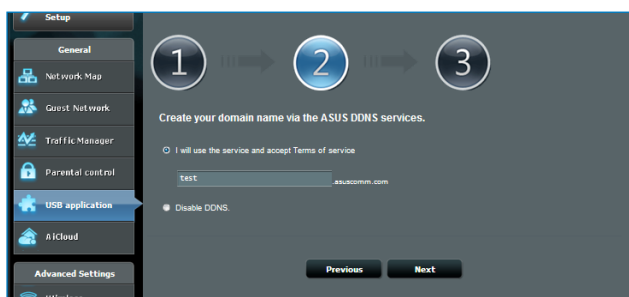 Setup
General
Network Map
Guest Network
Traffic Manager
Parental control
USB application
AiCloud
Advanced Settings
Wireless
1
2
3
Create your domain name via the ASUS DDNS services.
I will use the service and accept Terms of service
test .asuscomm.com
Disable DDNS.
Previous Next